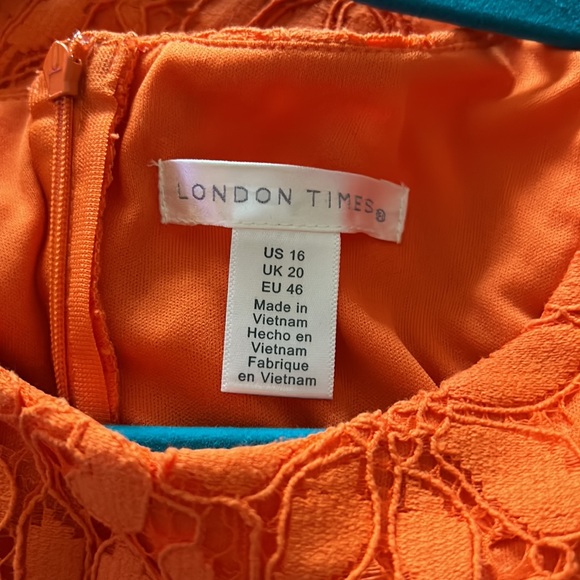 LONDON TIMES®
US 16
UK 20
EU 46
Made in
Vietnam
Hecho en
Vietnam
Fabrique
en Vietnam